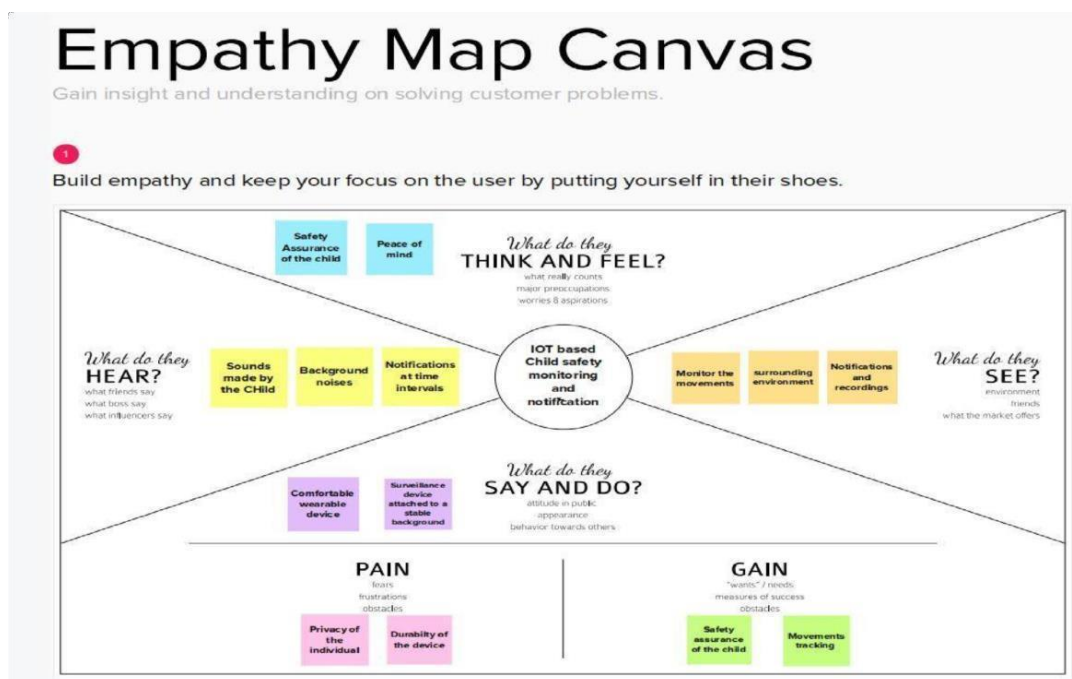 Empathy Map Canvas
Gain insight and understanding on solving customer problems.
1
Build empathy and keep your focus on the user by putting yourself in their shoes.
Safety
Assurance
of the child
Peace of
mind
What do they
THINK AND FEEL?
what really counts
major preoccupations
worries & aspirations
What do they
HEAR?
what friends say
what boss say
what influencers say
Sounds
made by
the CHild
Background
noises
Notifications
at time
intervals
IOT based
Child safety
monitoring
and
notification
Monitor the
movements
surrounding
environment
Notifications
and
recordings
What do they
SEE?
environment
friends
what the market offers
What do they
SAY AND DO?
attitude in public
appearance
behavior towards others
Comfortable
wearable
device
Surveillance
device
attached to a
stable
background
PAIN
fears
frustrations
obstacles
Privacy of
the
individual
Durabilty of
the device
GAIN
"wants" / needs
measures of success
obstacles
Safety
assurance
of the child
Movements
tracking